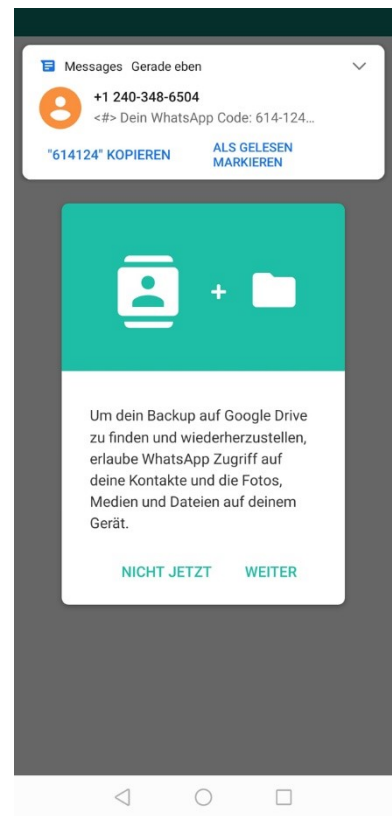 Messages Gerade eben
+1 240-348-6504
<#> Dein WhatsApp Code: 614-124...
"614124" KOPIEREN
ALS GELESEN
MARKIEREN
+
Um dein Backup auf Google Drive
zu finden und wiederherzustellen,
erlaube WhatsApp Zugriff auf
deine Kontakte und die Fotos,
Medien und Dateien auf deinem
Gerät.
NICHT JETZT WEITER